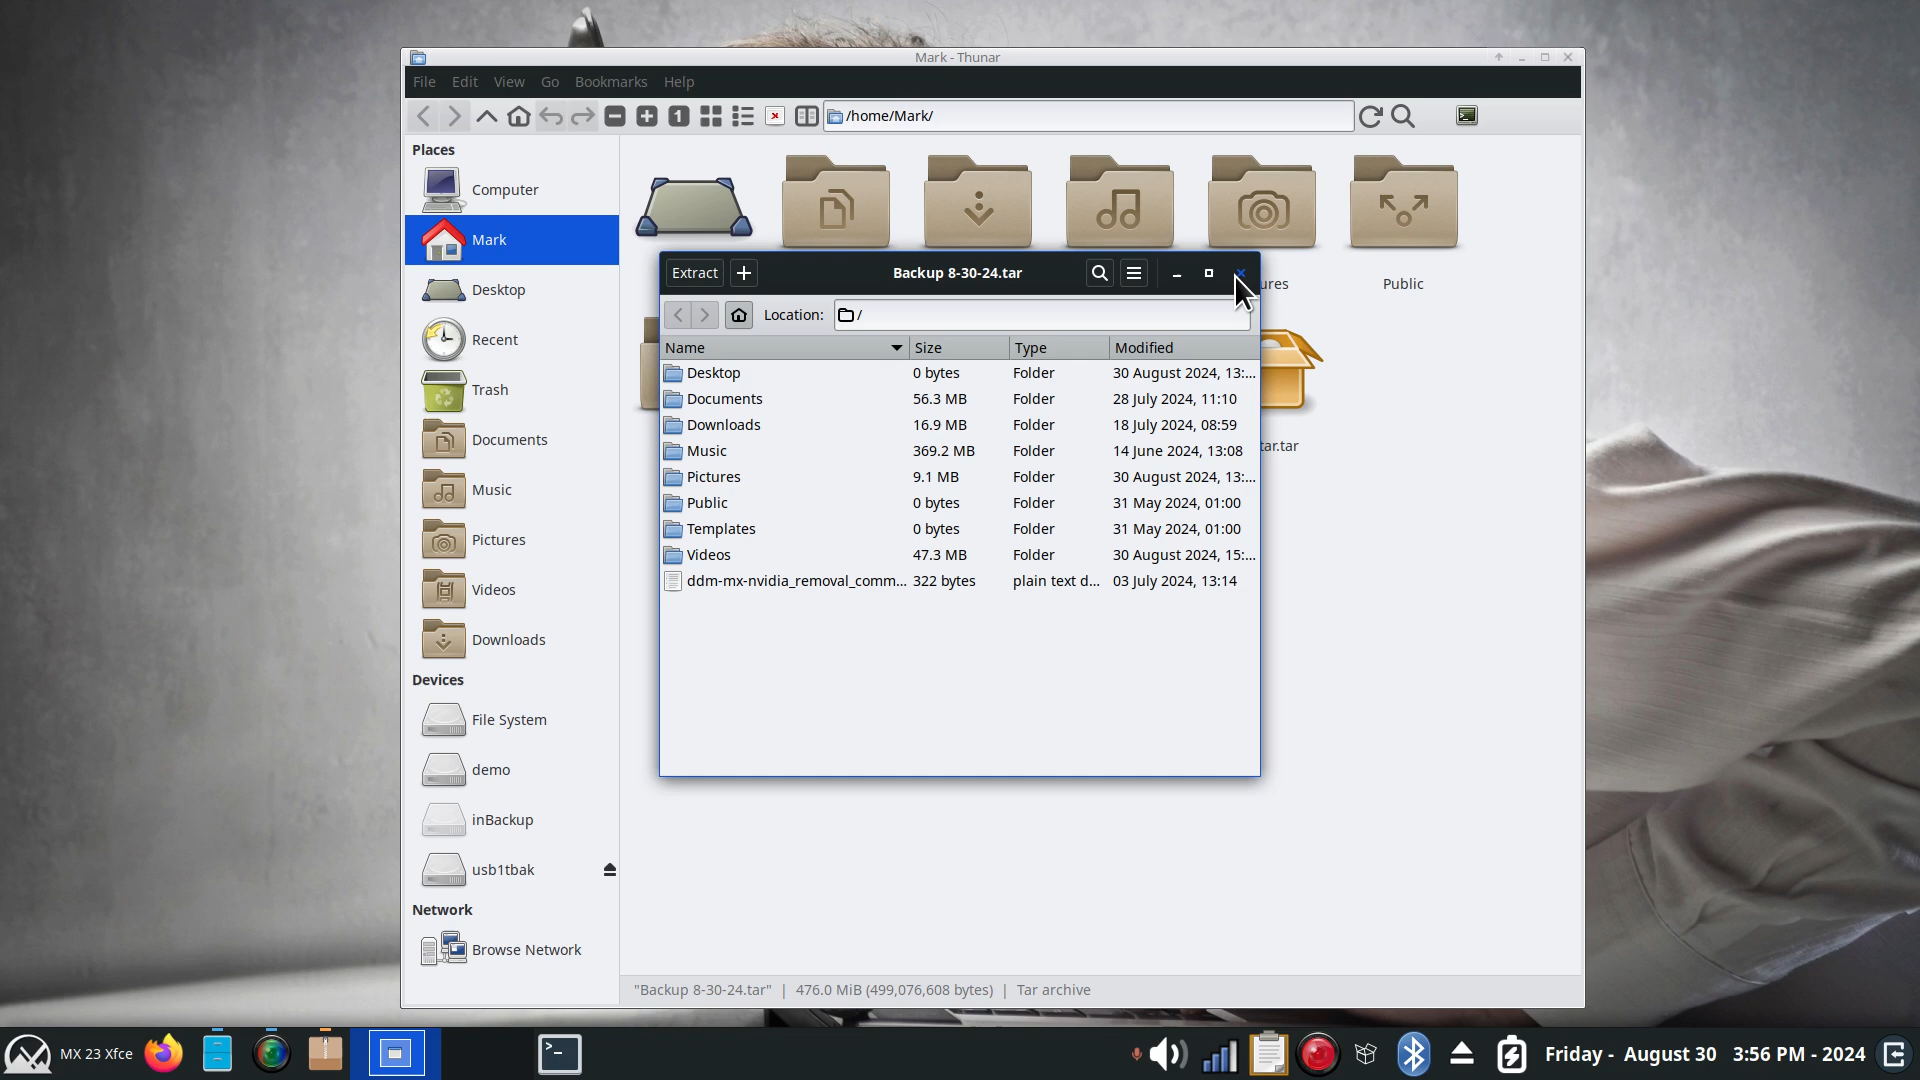 Mark - Thunar
File Edit View Go Bookmarks Help
1 /home/Mark/
Places
Computer
Mark
Desktop
Recent
Trash
Documents
Music
Pictures
Videos
Downloads
Devices
File System
demo
inBackup
usb1tbak
Network
Browse Network
ures
Public
tar.tar
Extract + Backup 8-30-24.tar
Location: /
Name Size Type Modified
Desktop 0 bytes Folder 30 August 2024, 13:...
Documents 56.3 MB Folder 28 July 2024, 11:10
Downloads 16.9 MB Folder 18 July 2024, 08:59
Music 369.2 MB Folder 14 June 2024, 13:08
Pictures 9.1 MB Folder 30 August 2024, 13:...
Public 0 bytes Folder 31 May 2024, 01:00
Templates 0 bytes Folder 31 May 2024, 01:00
Videos 47.3 MB Folder 30 August 2024, 15:...
ddm-mx-nvidia_removal_comm... 322 bytes plain text d... 03 July 2024, 13:14
"Backup 8-30-24.tar" | 476.0 MiB (499,076,608 bytes) | Tar archive
MX 23 Xfce
Friday - August 30 3:56 PM - 2024